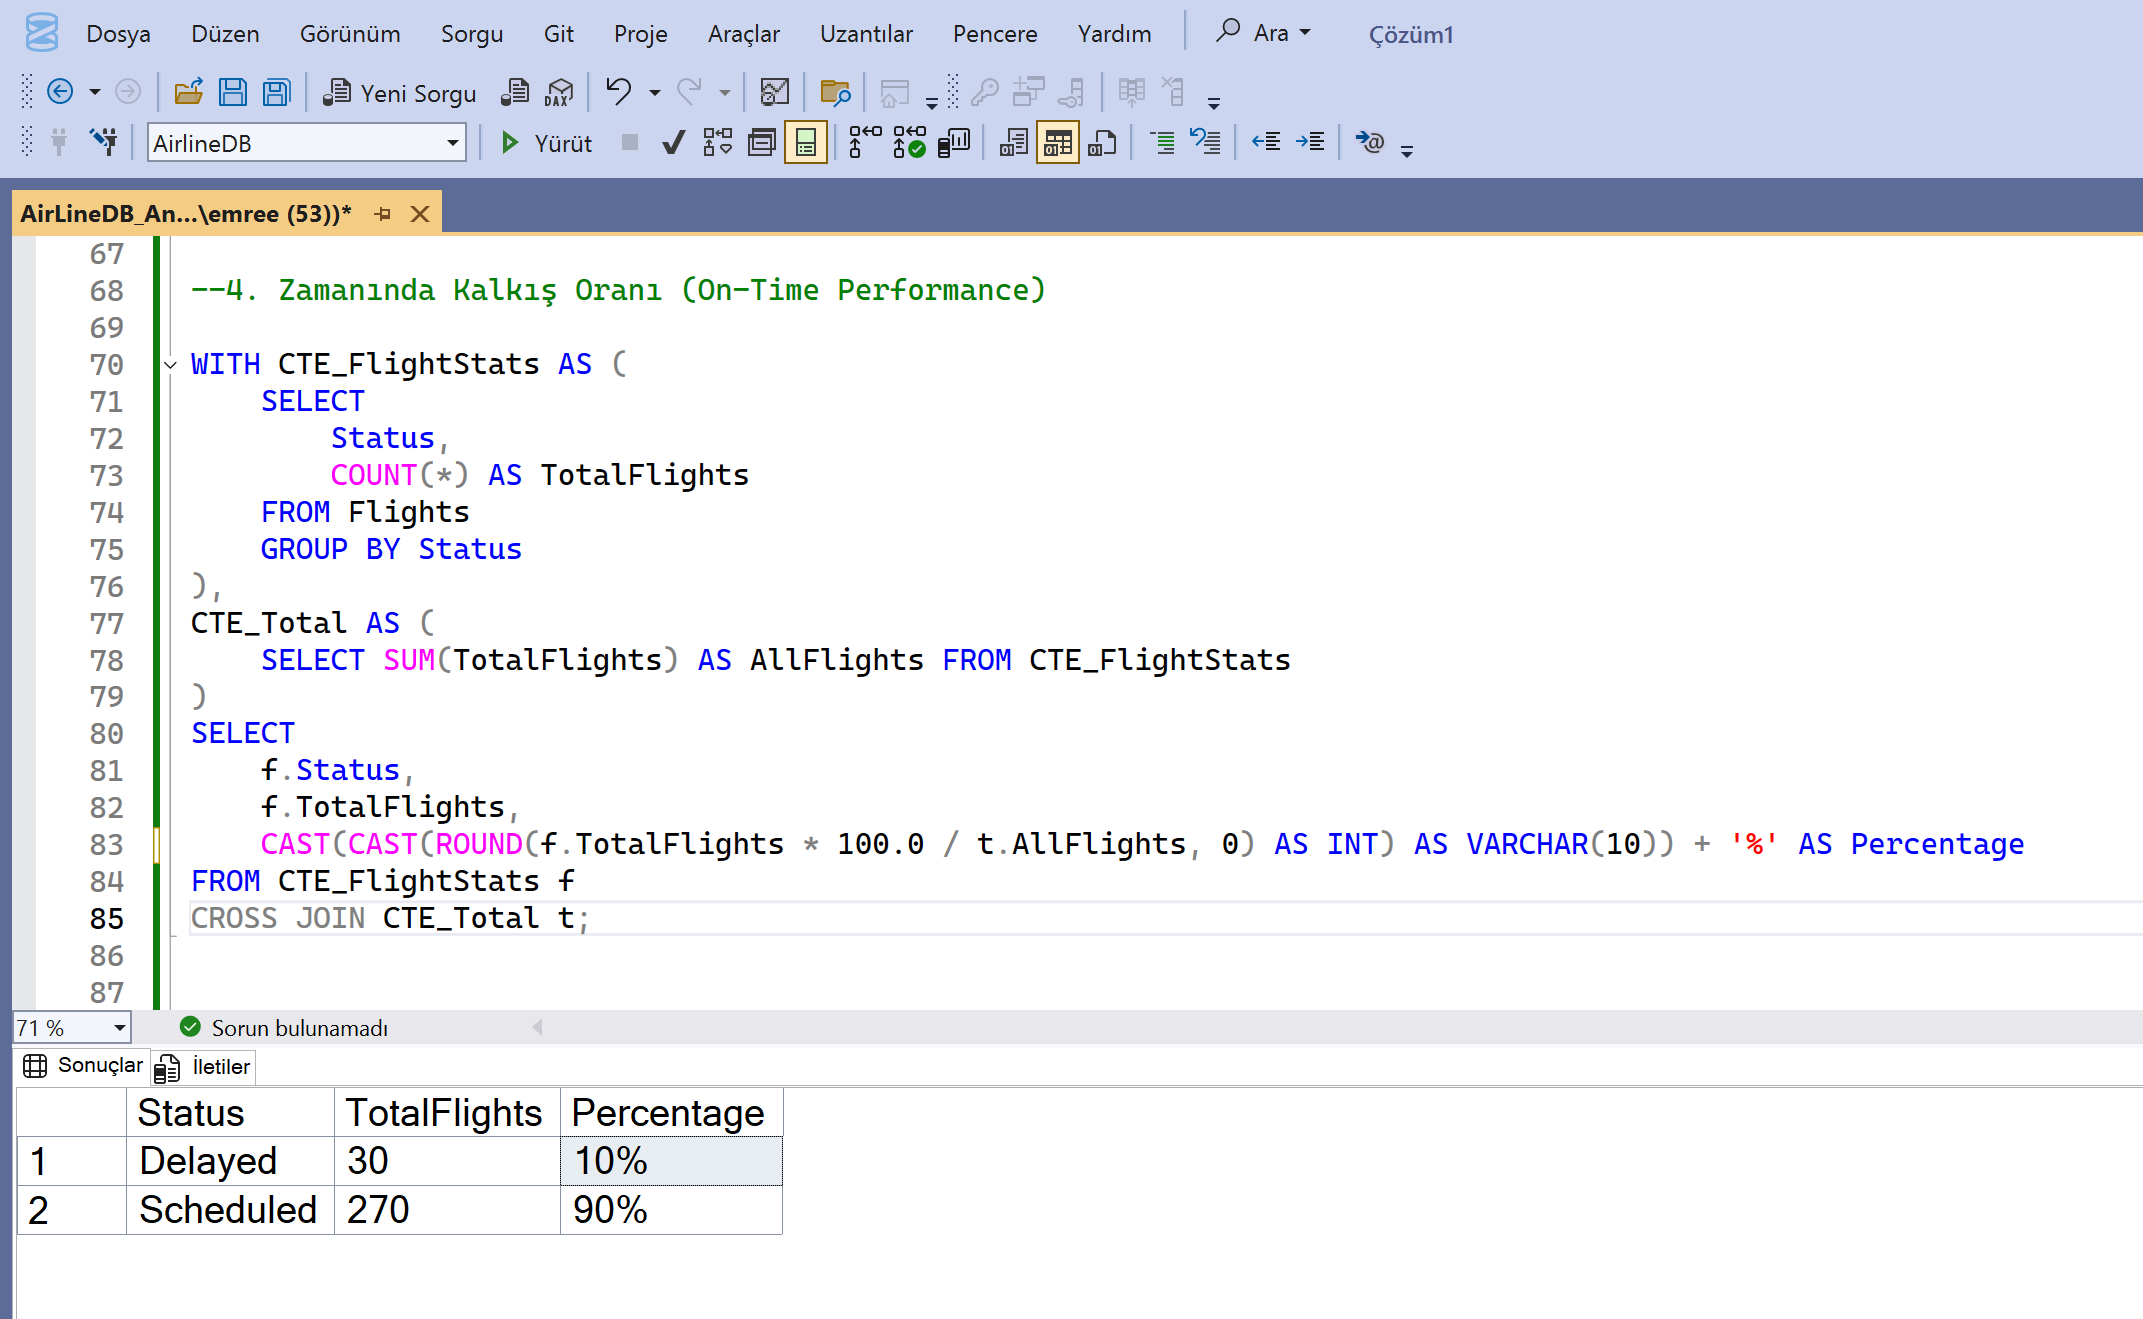 Dosya Düzen Görünüm Sorgu Git Proje Araçlar Uzantılar Pencere Yardım Ara Çözüm1
Yeni Sorgu DAX
AirlineDB Yürüt
AirLineDB_An...\emree (53))*
67
68 --4. Zamanında Kalkış Oranı (On-Time Performance)
69
70 WITH CTE_FlightStats AS (
71 SELECT
72 Status,
73 COUNT(*) AS TotalFlights
74 FROM Flights
75 GROUP BY Status
76 ),
77 CTE_Total AS (
78 SELECT SUM(TotalFlights) AS AllFlights FROM CTE_FlightStats
79 )
80 SELECT
81 f.Status,
82 f.TotalFlights,
83 CAST(CAST(ROUND(f.TotalFlights * 100.0 / t.AllFlights, 0) AS INT) AS VARCHAR(10)) + '%' AS Percentage
84 FROM CTE_FlightStats f
85 CROSS JOIN CTE_Total t;
86
87
71 % Sorun bulunamadı
Sonuçlar İletiler
Status TotalFlights Percentage
1 Delayed 30 10%
2 Scheduled 270 90%